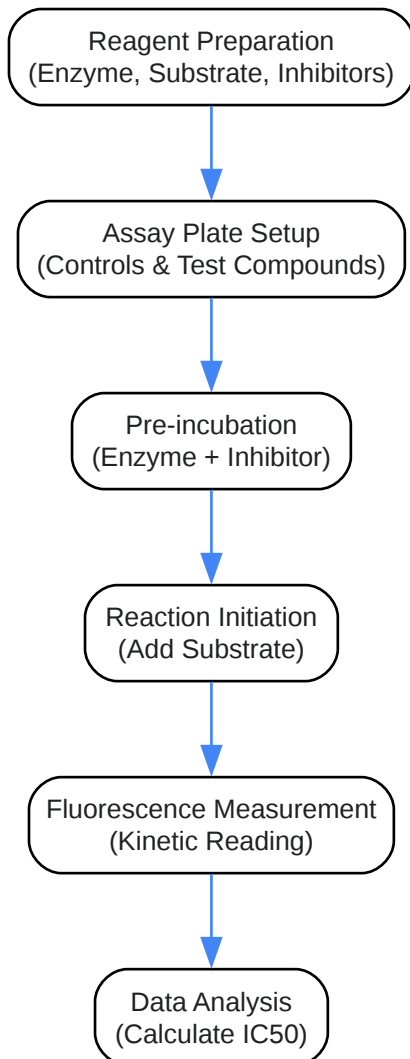 Reagent Preparation
(Enzyme, Substrate, Inhibitors)
Assay Plate Setup
(Controls & Test Compounds)
Pre-incubation
(Enzyme + Inhibitor)
Reaction Initiation
(Add Substrate)
Fluorescence Measurement
(Kinetic Reading)
Data Analysis
(Calculate IC50)